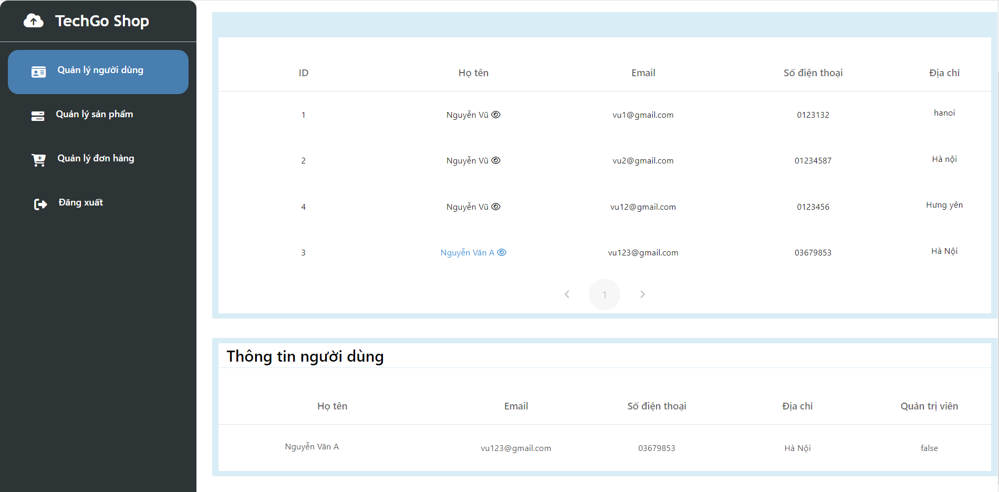 TechGo Shop
Quản lý người dùng
Quản lý sản phẩm
Quản lý đơn hàng
Đăng xuất
ID Họ tên Email Số điện thoại Địa chỉ
1 Nguyễn Vũ vu1@gmail.com 0123132 hanoi
2 Nguyễn Vũ vu2@gmail.com 01234587 Hà nội
4 Nguyễn Vũ vu12@gmail.com 0123456 Hưng yên
3 Nguyễn Văn A vu123@gmail.com 03679853 Hà Nội
1
Thông tin người dùng
Họ tên Email Số điện thoại Địa chỉ Quản trị viên
Nguyễn Văn A vu123@gmail.com 03679853 Hà Nội false